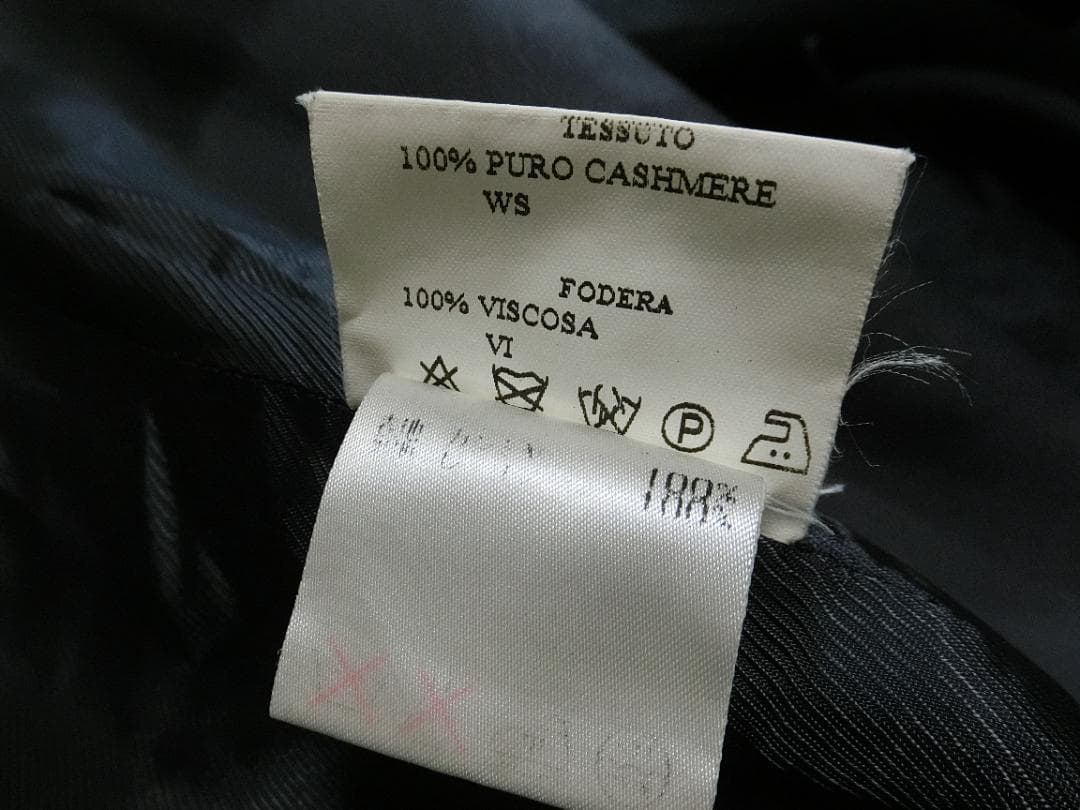 TESSUTO
100% PURO CASHMERE
WS
FODERA
100% VISCOSA
VI
P
100%